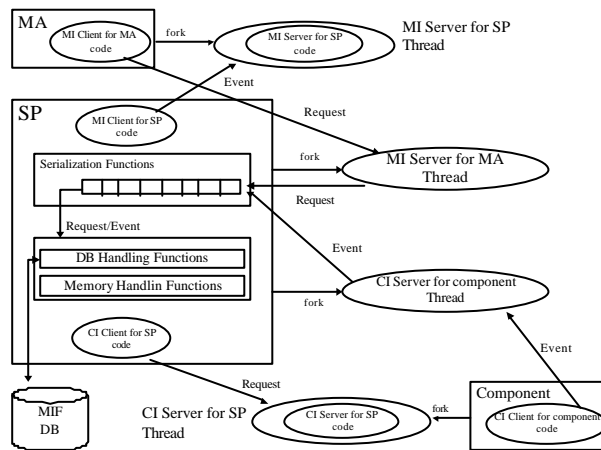 MA
MI Client for MA
code
fork
MI Server for SP
code
MI Server for SP
Thread
Event
SP
MI Client for SP
code
Request
Serialization Functions
fork
MI Server for MA
Thread
Request
Request/Event
DB Handling Functions
Memory Handlin Functions
Event
CI Server for component
Thread
fork
CI Client for SP
code
Event
Request
MIF
DB
CI Server for SP
Thread
CI Server for SP
code
fork
Component
CI Client for component
code